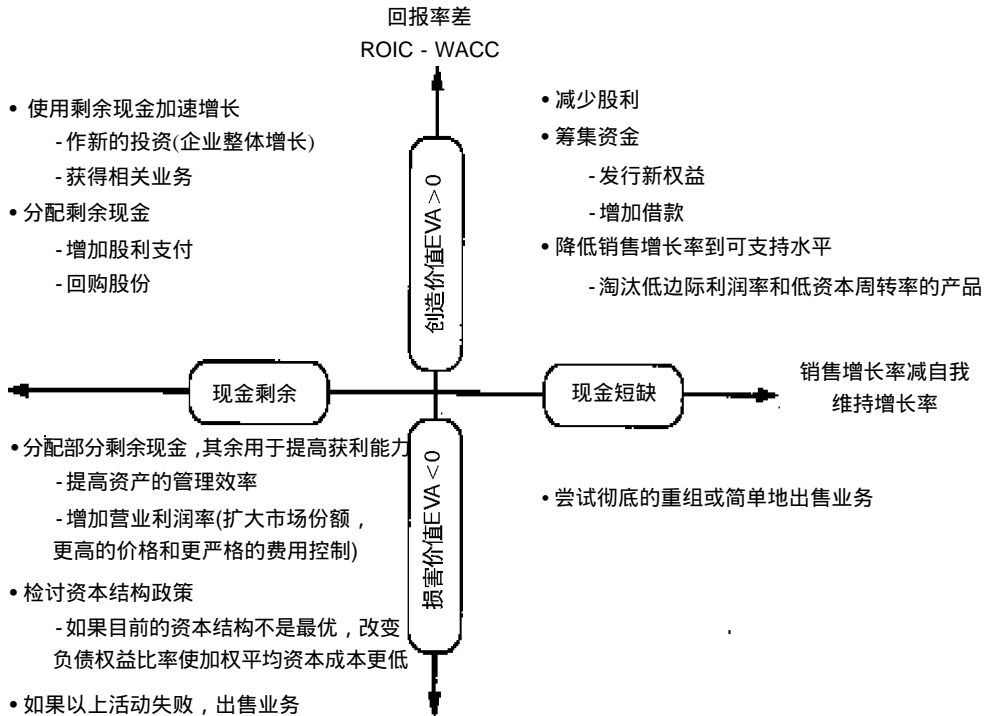 回报率差
ROIC - WACC
• 使用剩余现金加速增长
-作新的投资(企业整体增长)
-获得相关业务
• 分配剩余现金
-增加股利支付
-回购股份
• 减少股利
• 筹集资金
-发行新权益
-增加借款
• 降低销售增长率到可支持水平
-淘汰低边际利润率和低资本周转率的产品
创造价值EVA>0
现金剩余
现金短缺
销售增长率减自我
维持增长率
• 分配部分剩余现金,其余用于提高获利能力
-提高资产的管理效率
-增加营业利润率(扩大市场份额,
更高的价格和更严格的费用控制)
• 检讨资本结构政策
-如果目前的资本结构不是最优,改变
负债权益比率使加权平均资本成本更低
• 如果以上活动失败,出售业务
损害价值EVA<0
• 尝试彻底的重组或简单地出售业务